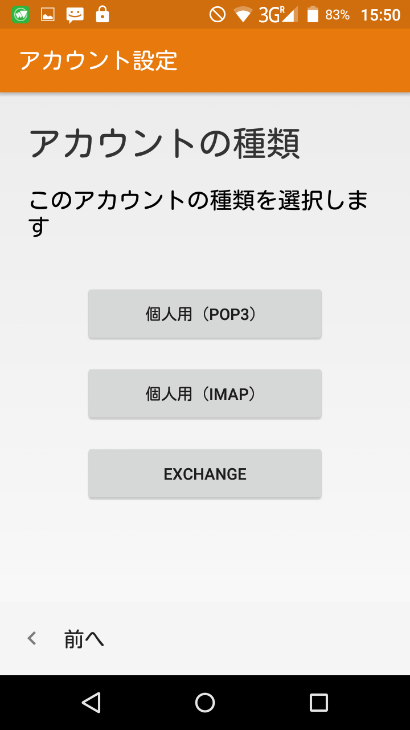 3G R 83% 15:50
アカウント設定
アカウントの種類
このアカウントの種類を選択しま
す
個人用（POP3）
個人用（IMAP）
EXCHANGE
前へ